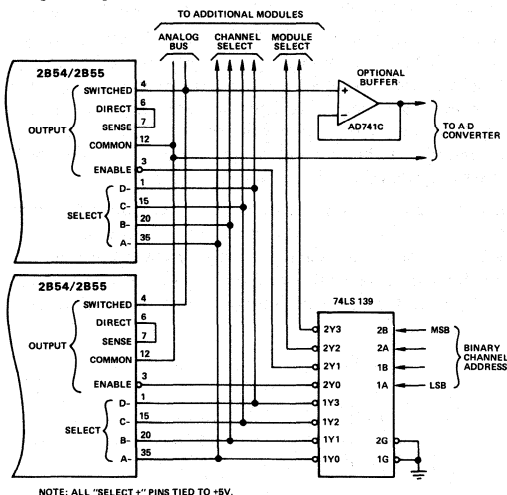 TO ADDITIONAL MODULES
ANALOG BUS
CHANNEL SELECT
MODULE SELECT
2B54/2B55
OUTPUT
SWITCHED 4
DIRECT 6
SENSE 7
COMMON 12
ENABLE 3
SELECT
D- 1
C- 15
B- 20
A- 35
OPTIONAL BUFFER
+
−
AD741C
TO A D CONVERTER
2B54/2B55
OUTPUT
SWITCHED 4
DIRECT 6
SENSE 7
COMMON 12
ENABLE 3
SELECT
D- 1
C- 15
B- 20
A- 35
74LS 139
2Y3 2B MSB
2Y2 2A
2Y1 1B
2Y0 1A LSB
1Y3
1Y2
1Y1 2G
1Y0 1G
BINARY CHANNEL ADDRESS
NOTE: ALL "SELECT +" PINS TIED TO +5V.